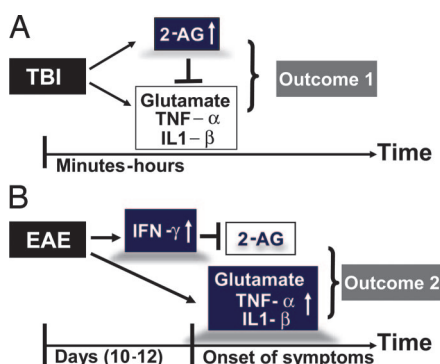 A
2-AG↑
TBI
Glutamate
TNF- α
IL1- β
Outcome 1
Time
Minutes-hours
B
IFN-γ↑
2-AG
EAE
Glutamate
TNF- α ↑
IL1- β
Outcome 2
Time
Days (10-12)
Onset of symptoms